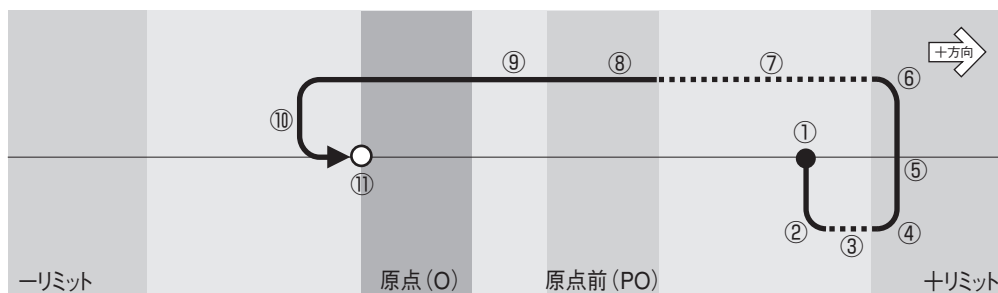 ＋方向
⑨ ⑧ ⑦ ⑥
⑩ ①
⑪ ⑤
② ③ ④
－リミット 原点（O） 原点前（PO） ＋リミット